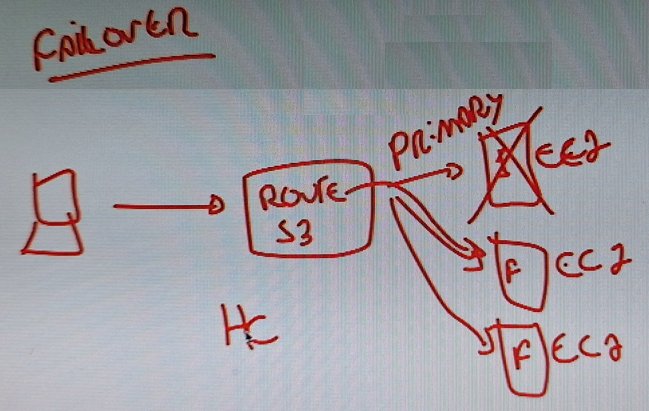 FAILOVER
PRIMARY
EC2
ROUTE
53
F EC2
HC
F EC2